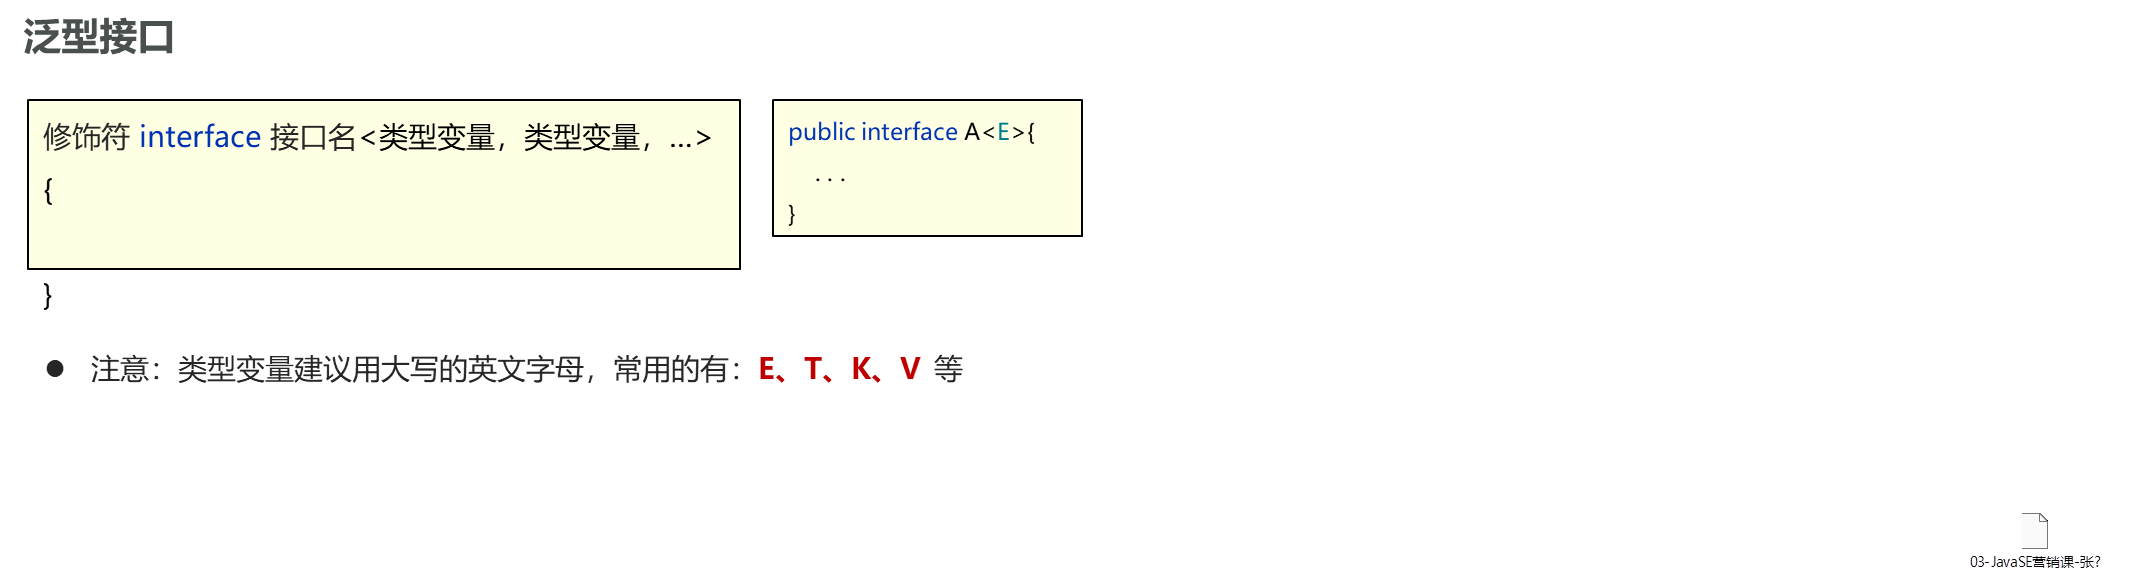 泛型接口
修饰符 interface 接口名<类型变量，类型变量，...>
{
}
public interface A<E>{
...
}
● 注意：类型变量建议用大写的英文字母，常用的有：E、T、K、V 等
03-JavaSE营销课-张?